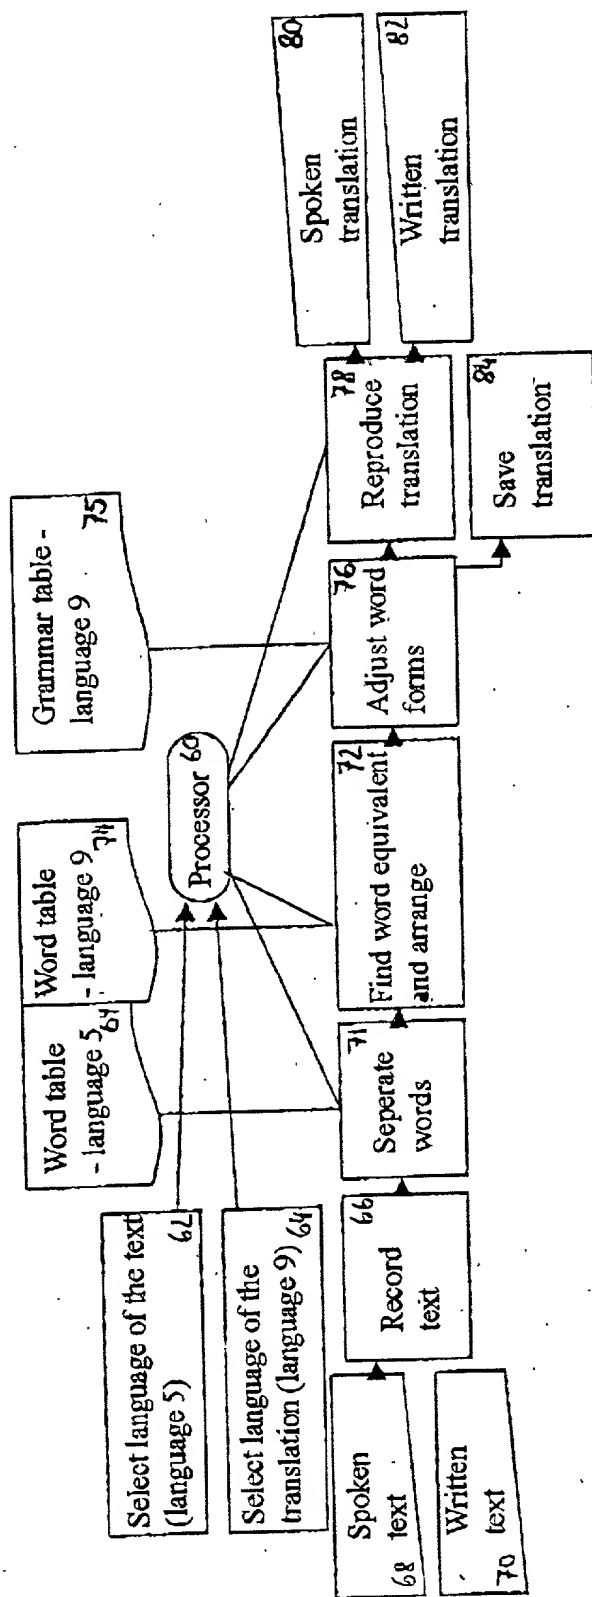 Word table
- language 5
Word table
- language 9
74
Grammar table -
language 9
75
Select language of the text
(language 5)
62
Select language of the
translation (language 9)
64
Processor 60
Spoken
text
68
Written
text
70
Record
text
66
Seperate
words
71
Find word equivalent
and arrange
72
Adjust word
forms
76
Reproduce
translation
78
Save
translation
84
Spoken
translation
80
Written
translation
82